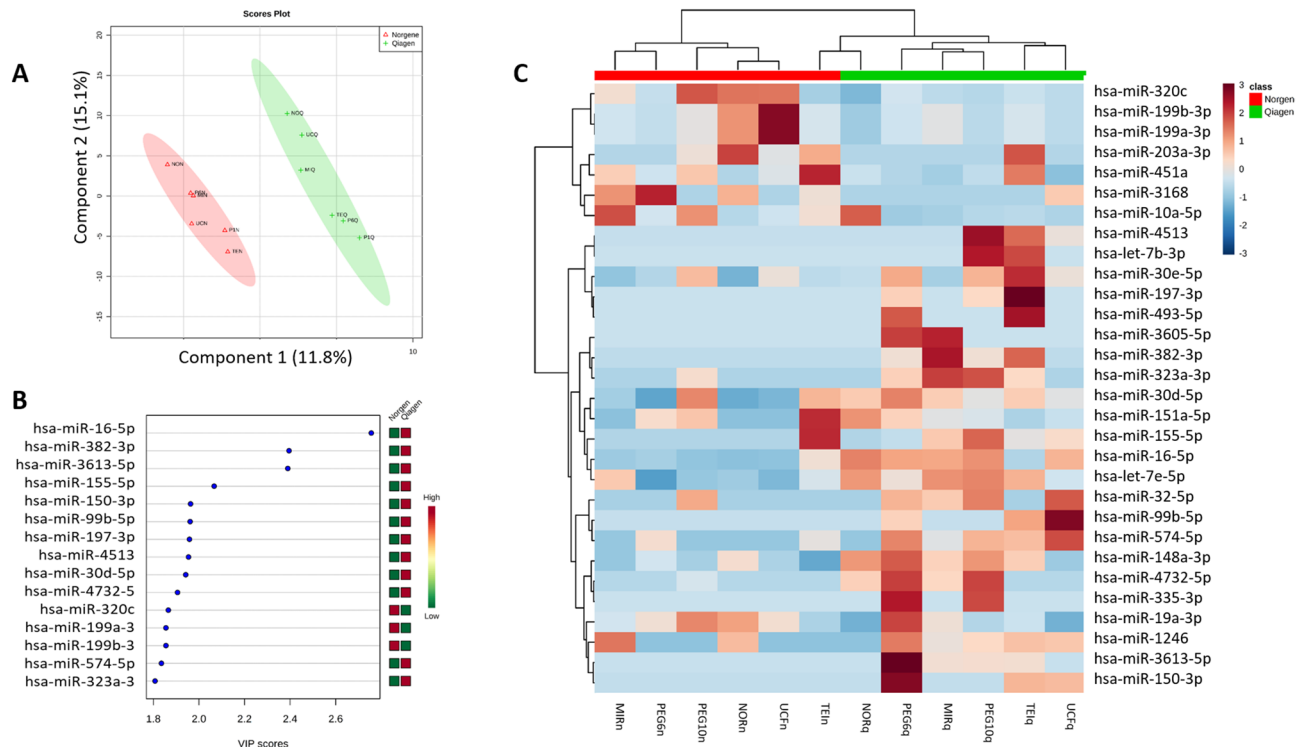 A
Scores Plot
Norgene
Qiagen
Component 2 (15.1%)
20
15
10
5
0
-5
-10
-15
NON
MIN
UCN
P1N
TEN
NOQ
UCQ
MIQ
TEQ
P6Q
P1Q
10
Component 1 (11.8%)
B
Norgen
Qiagen
hsa-miR-16-5p
hsa-miR-382-3p
hsa-miR-3613-5p
hsa-miR-155-5p
hsa-miR-150-3p
hsa-miR-99b-5p
hsa-miR-197-3p
hsa-miR-4513
hsa-miR-30d-5p
hsa-miR-4732-5
hsa-miR-320c
hsa-miR-199a-3
hsa-miR-199b-3
hsa-miR-574-5p
hsa-miR-323a-3
High
Low
1.8
2.0
2.2
2.4
2.6
VIP scores
C
hsa-miR-320c
hsa-miR-199b-3p
hsa-miR-199a-3p
hsa-miR-203a-3p
hsa-miR-451a
hsa-miR-3168
hsa-miR-10a-5p
hsa-miR-4513
hsa-let-7b-3p
hsa-miR-30e-5p
hsa-miR-197-3p
hsa-miR-493-5p
hsa-miR-3605-5p
hsa-miR-382-3p
hsa-miR-323a-3p
hsa-miR-30d-5p
hsa-miR-151a-5p
hsa-miR-155-5p
hsa-miR-16-5p
hsa-let-7e-5p
hsa-miR-32-5p
hsa-miR-99b-5p
hsa-miR-574-5p
hsa-miR-148a-3p
hsa-miR-4732-5p
hsa-miR-335-3p
hsa-miR-19a-3p
hsa-miR-1246
hsa-miR-3613-5p
hsa-miR-150-3p
MIRn
PEG6n
PEG10n
NORn
UCFn
TEIn
NORq
PEG6q
MIRq
PEG10q
TEIq
UCFq
3
2
1
0
-1
-2
-3
class
Norgen
Qiagen